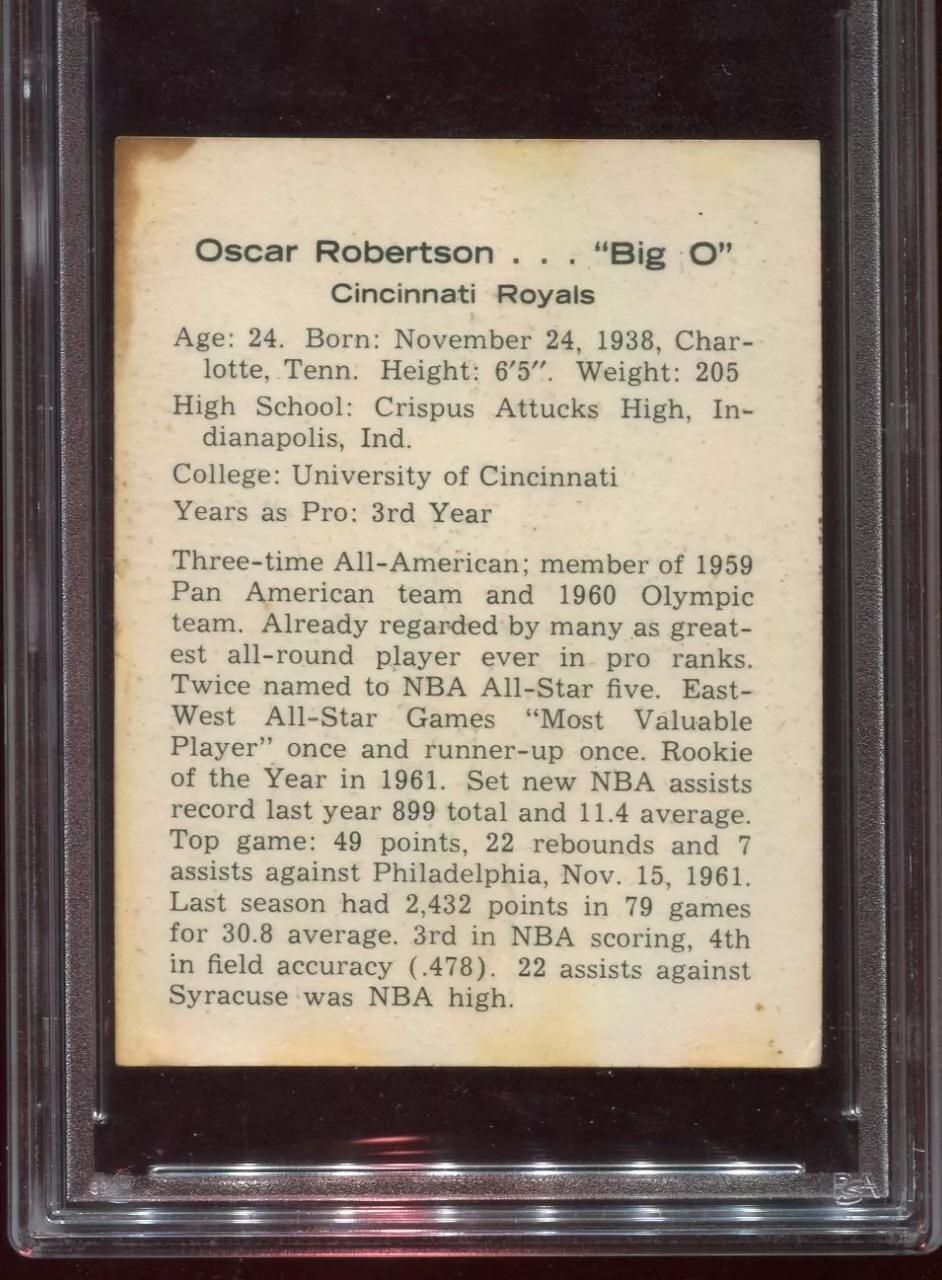 Oscar Robertson . . . “Big O”
Cincinnati Royals
Age: 24. Born: November 24, 1938, Char-
lotte, Tenn. Height: 6′5″. Weight: 205
High School: Crispus Attucks High, In-
dianapolis, Ind.
College: University of Cincinnati
Years as Pro: 3rd Year
Three-time All-American; member of 1959
Pan American team and 1960 Olympic
team. Already regarded by many as great-
est all-round player ever in pro ranks.
Twice named to NBA All-Star five. East-
West All-Star Games “Most Valuable
Player” once and runner-up once. Rookie
of the Year in 1961. Set new NBA assists
record last year 899 total and 11.4 average.
Top game: 49 points, 22 rebounds and 7
assists against Philadelphia, Nov. 15, 1961.
Last season had 2,432 points in 79 games
for 30.8 average. 3rd in NBA scoring, 4th
in field accuracy (.478). 22 assists against
Syracuse was NBA high.
PSA